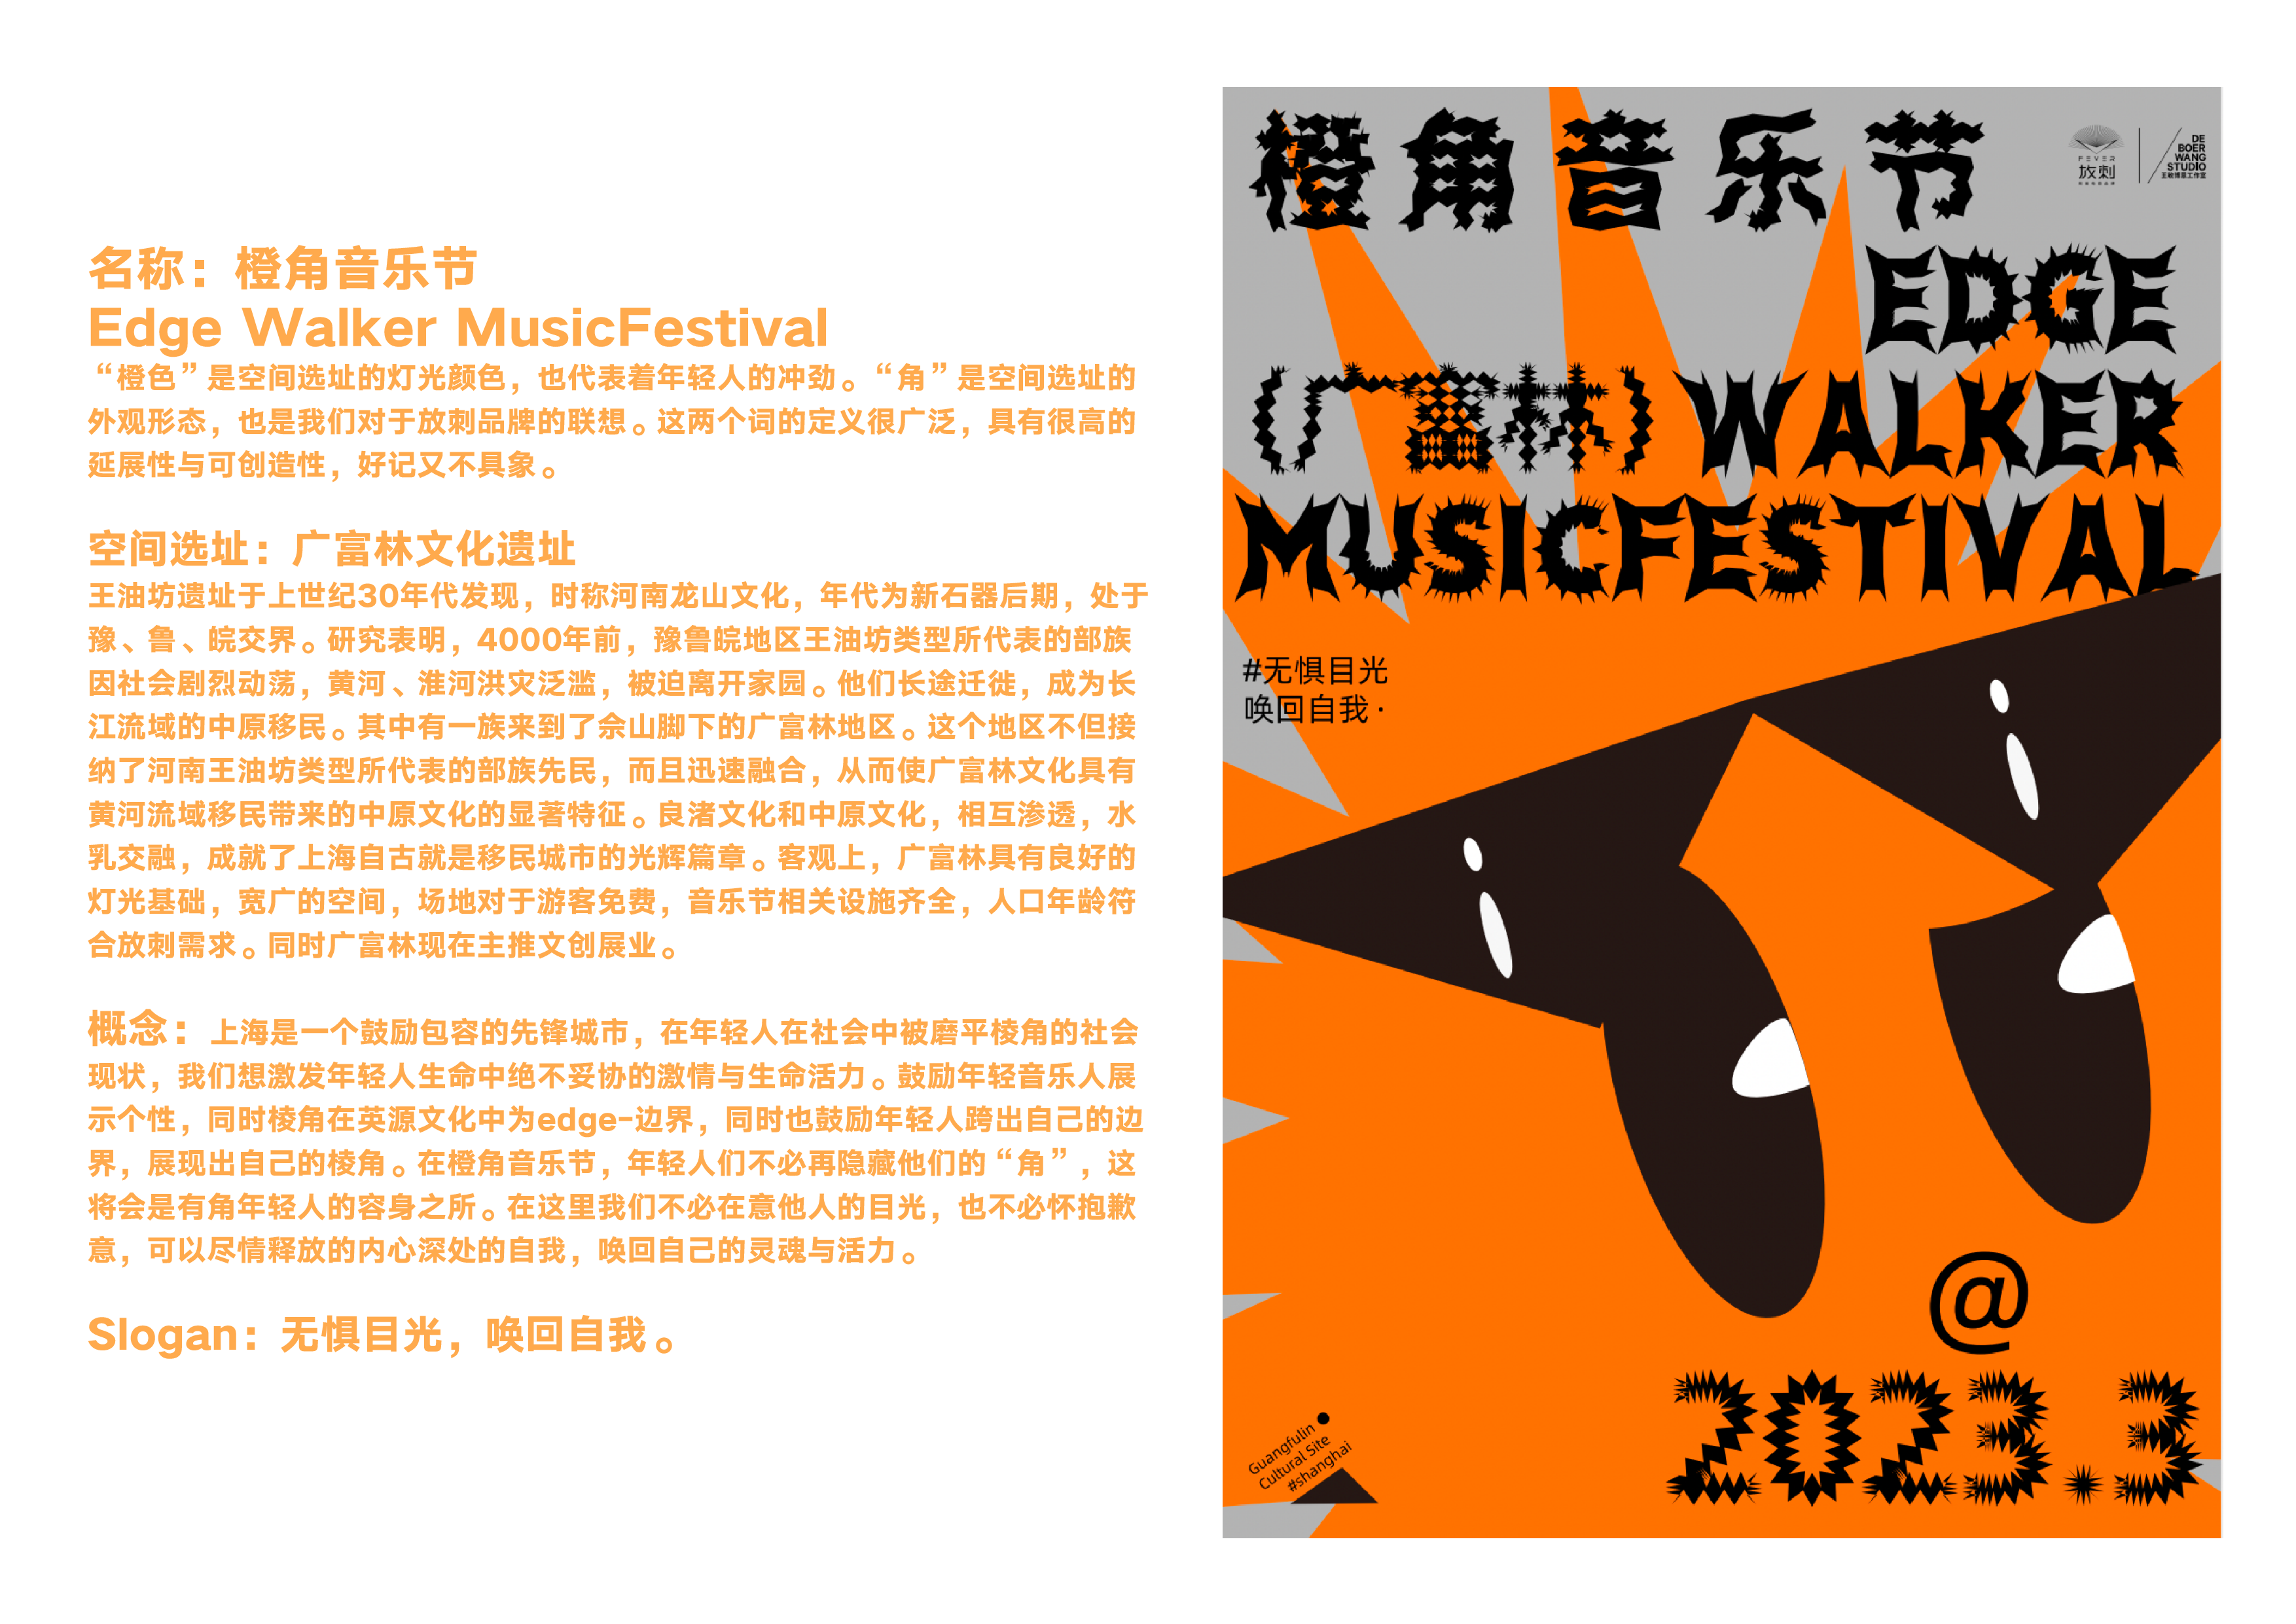 名称：橙角音乐节
Edge Walker MusicFestival
“橙色”是空间选址的灯光颜色，也代表着年轻人的冲劲。“角”是空间选址的
外观形态，也是我们对于放刺品牌的联想。这两个词的定义很广泛，具有很高的
延展性与可创造性，好记又不具象。
空间选址：广富林文化遗址
王油坊遗址于上世纪30年代发现，时称河南龙山文化，年代为新石器后期，处于
豫、鲁、皖交界。研究表明，4000年前，豫鲁皖地区王油坊类型所代表的部族
因社会剧烈动荡，黄河、淮河洪灾泛滥，被迫离开家园。他们长途迁徙，成为长
江流域的中原移民。其中有一族来到了佘山脚下的广富林地区。这个地区不但接
纳了河南王油坊类型所代表的部族先民，而且迅速融合，从而使广富林文化具有
黄河流域移民带来的中原文化的显著特征。良渚文化和中原文化，相互渗透，水
乳交融，成就了上海自古就是移民城市的光辉篇章。客观上，广富林具有良好的
灯光基础，宽广的空间，场地对于游客免费，音乐节相关设施齐全，人口年龄符
合放刺需求。同时广富林现在主推文创展业。
概念：上海是一个鼓励包容的先锋城市，在年轻人在社会中被磨平棱角的社会
现状，我们想激发年轻人生命中绝不妥协的激情与生命活力。鼓励年轻音乐人展
示个性，同时棱角在英源文化中为edge-边界，同时也鼓励年轻人跨出自己的边
界，展现出自己的棱角。在橙角音乐节，年轻人们不必再隐藏他们的“角”，这
将会是有角年轻人的容身之所。在这里我们不必在意他人的目光，也不必怀抱歉
意，可以尽情释放的内心深处的自我，唤回自己的灵魂与活力。
Slogan：无惧目光，唤回自我。
橙角音乐节
FEVER
放刺
DE
BOER
WANG
STUDIO
EDGE
(广富林) WALKER
MUSICFESTIVAL
#无惧目光
唤回自我·
@
2023.3
Guangfulin
Cultural Site
#shanghai